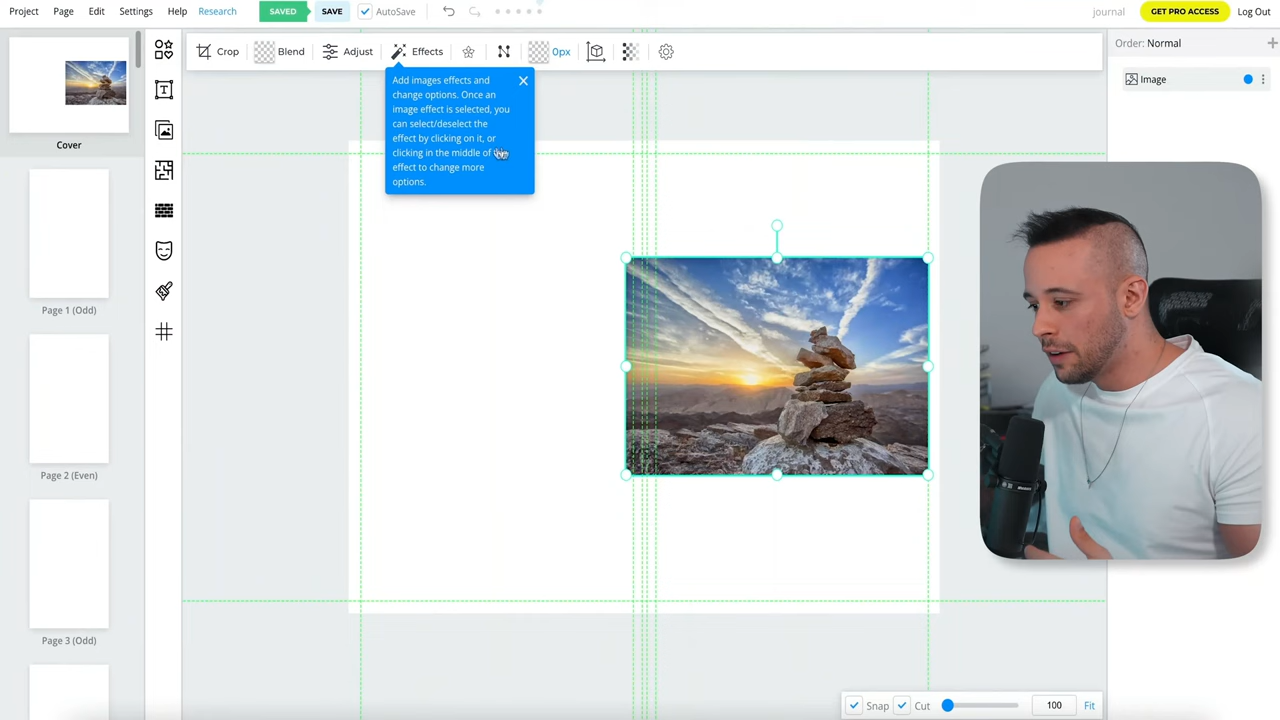 Project Page Edit Settings Help Research SAVED SAVE AutoSave journal GET PRO ACCESS Log Out
Crop Blend Adjust Effects 0px
Order: Normal
Image
Add images effects and
change options. Once an
image effect is selected, you
can select/deselect the
effect by clicking on it, or
clicking in the middle of
effect to change more
options.
Cover
Page 1 (Odd)
Page 2 (Even)
Page 3 (Odd)
Snap Cut 100 Fit